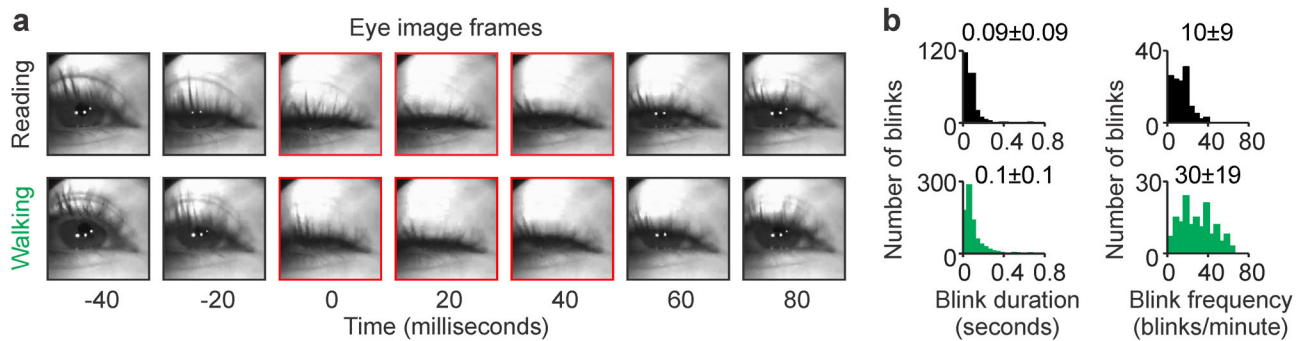 a
Eye image frames
Reading
Walking
-40 -20 0 20 40 60 80
Time (milliseconds)
b
Number of blinks
0.09±0.09
120
0
0 0.4 0.8
10±9
40
0
0 40 80
Number of blinks
0.1±0.1
300
0
0 0.4 0.8
Blink duration
(seconds)
30±19
30
0
0 40 80
Blink frequency
(blinks/minute)